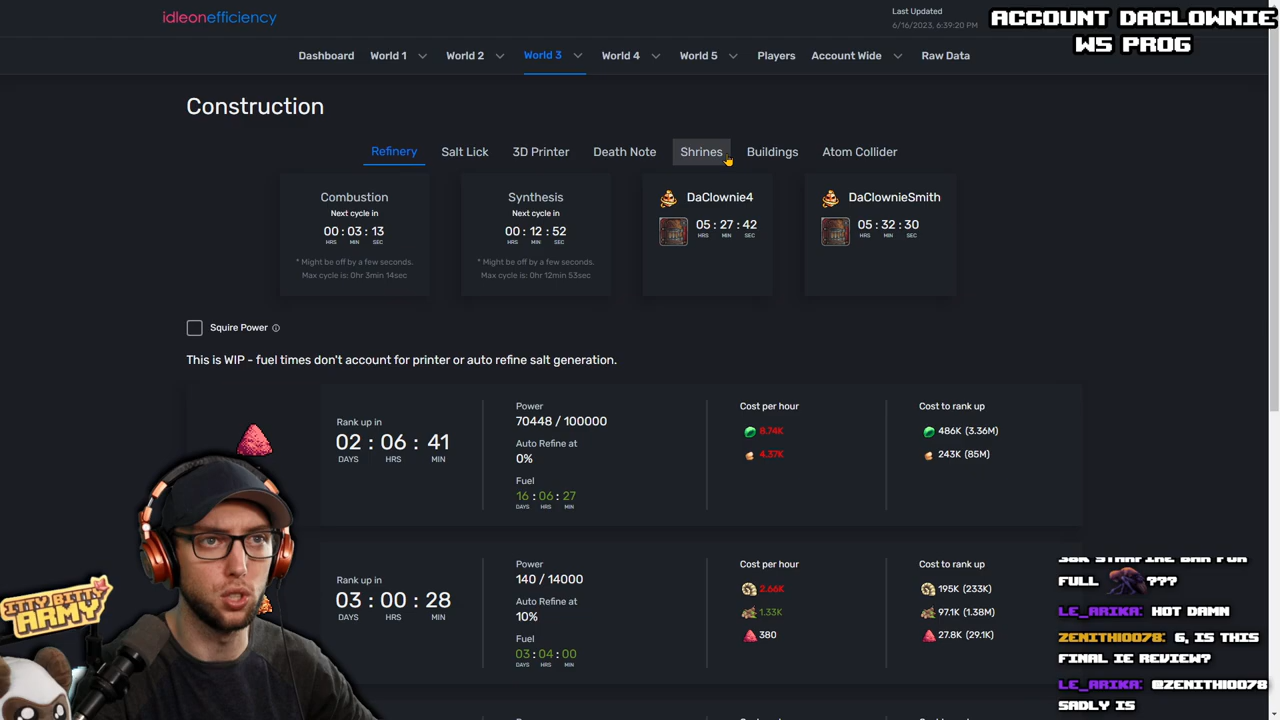 idleonefficiency
Last Updated
6/16/2023, 6:39:20 PM
ACCOUNT DACLOWNIE
W5 PROG
Dashboard World 1 World 2 World 3 World 4 World 5 Players Account Wide Raw Data
Construction
Refinery Salt Lick 3D Printer Death Note Shrines Buildings Atom Collider
Combustion
Next cycle in
00 : 03 : 13
HRS MIN SEC
* Might be off by a few seconds.
Max cycle is: 0hr 3min 14sec
Synthesis
Next cycle in
00 : 12 : 52
HRS MIN SEC
* Might be off by a few seconds.
Max cycle is: 0hr 12min 53sec
DaClownie4
05 : 27 : 42
HRS MIN SEC
DaClownieSmith
05 : 32 : 30
HRS MIN SEC
Squire Power
This is WIP - fuel times don't account for printer or auto refine salt generation.
Rank up in
02 : 06 : 41
DAYS HRS MIN
Power
70448 / 100000
Auto Refine at
0%
Fuel
16 : 06 : 27
DAYS HRS MIN
Cost per hour
8.74K
4.37K
Cost to rank up
486K (3.36M)
243K (85M)
Rank up in
03 : 00 : 28
DAYS HRS MIN
Power
140 / 14000
Auto Refine at
10%
Fuel
03 : 04 : 00
DAYS HRS MIN
Cost per hour
2.66K
1.33K
380
Cost to rank up
195K (233K)
97.1K (1.38M)
27.8K (29.1K)
ITTY BITTY
ARMY
38K STARFIRE BAR FOR
FULL ???
LE_ARIKA: HOT DAMN
ZENITH10078: 6, IS THIS
FINAL IE REVIEW?
LE_ARIKA: @ZENITH10078
SADLY IS